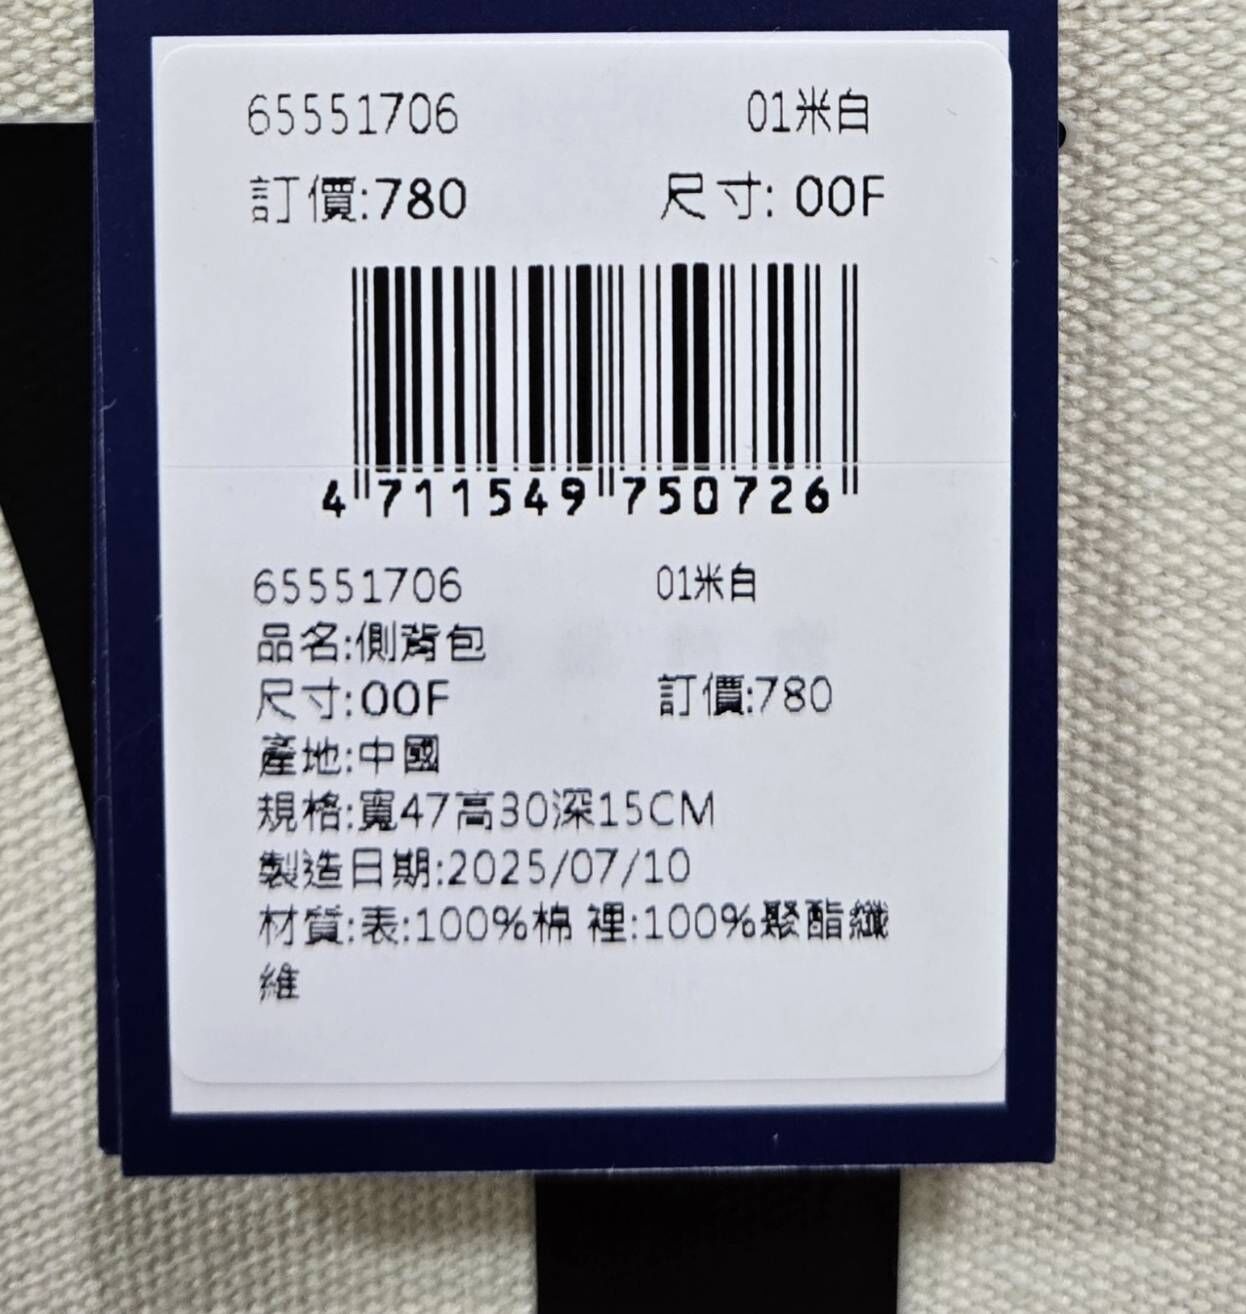 65551706 01米白
訂價:780 尺寸: 00F
4 711549 750726
65551706 01米白
品名:側背包
尺寸:00F 訂價:780
產地:中國
規格:寬47高30深15CM
製造日期:2025/07/10
材質:表:100%棉 裡:100%聚酯纖
維